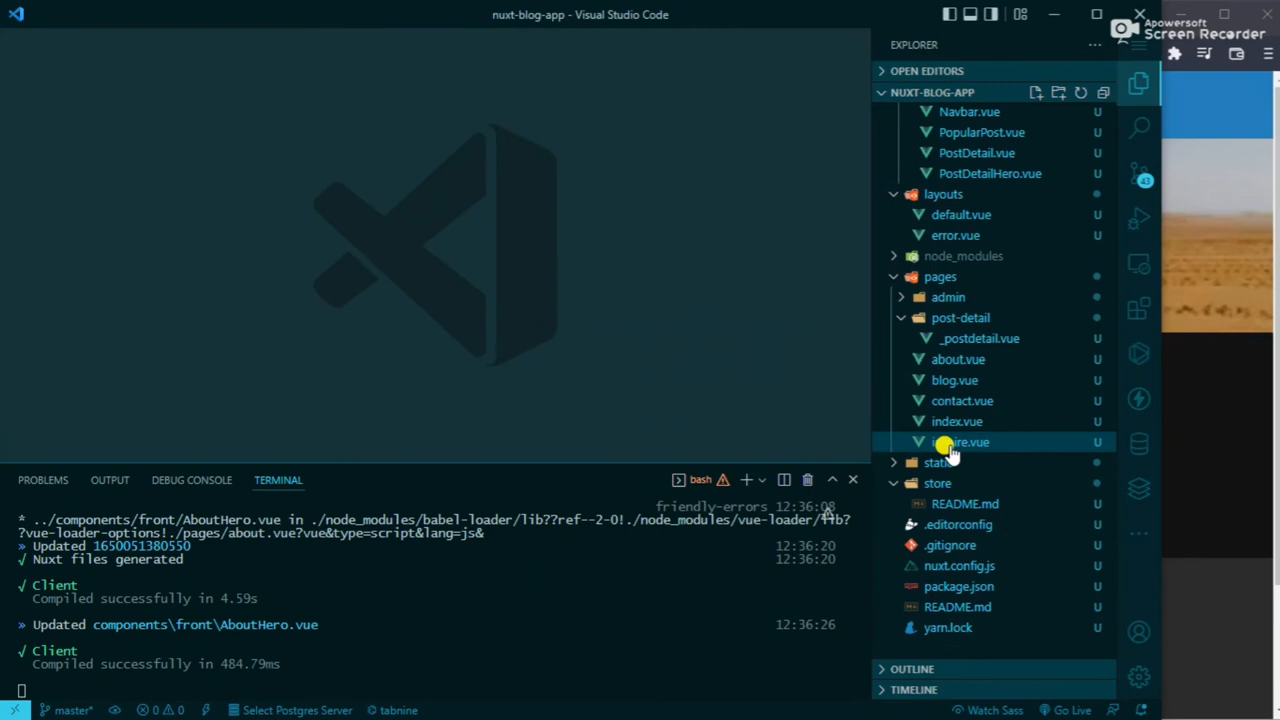 nuxt-blog-app - Visual Studio Code
Apowersoft
Screen Recorder
EXPLORER
OPEN EDITORS
NUXT-BLOG-APP
Navbar.vue U
PopularPost.vue U
PostDetail.vue U
PostDetailHero.vue U
43
layouts
default.vue U
error.vue U
node_modules
pages
admin
post-detail
_postdetail.vue U
about.vue U
blog.vue U
contact.vue U
index.vue U
U
store
README.md U
.editorconfig U
.gitignore U
nuxt.config.js U
package.json U
README.md U
yarn.lock U
OUTLINE
TIMELINE
PROBLEMS OUTPUT DEBUG CONSOLE TERMINAL bash
friendly-errors 12:36:08
* ../components/front/AboutHero.vue in ./node_modules/babel-loader/lib??ref--2-0!./node_modules/vue-loader/lib?
?vue-loader-options!./pages/about.vue?vue&type=script&lang=js&
» Updated 1650051380550 12:36:20
√ Nuxt files generated 12:36:20
√ Client
Compiled successfully in 4.59s
» Updated components\front\AboutHero.vue 12:36:26
√ Client
Compiled successfully in 484.79ms
master* 0 0 Select Postgres Server tabnine Watch Sass Go Live